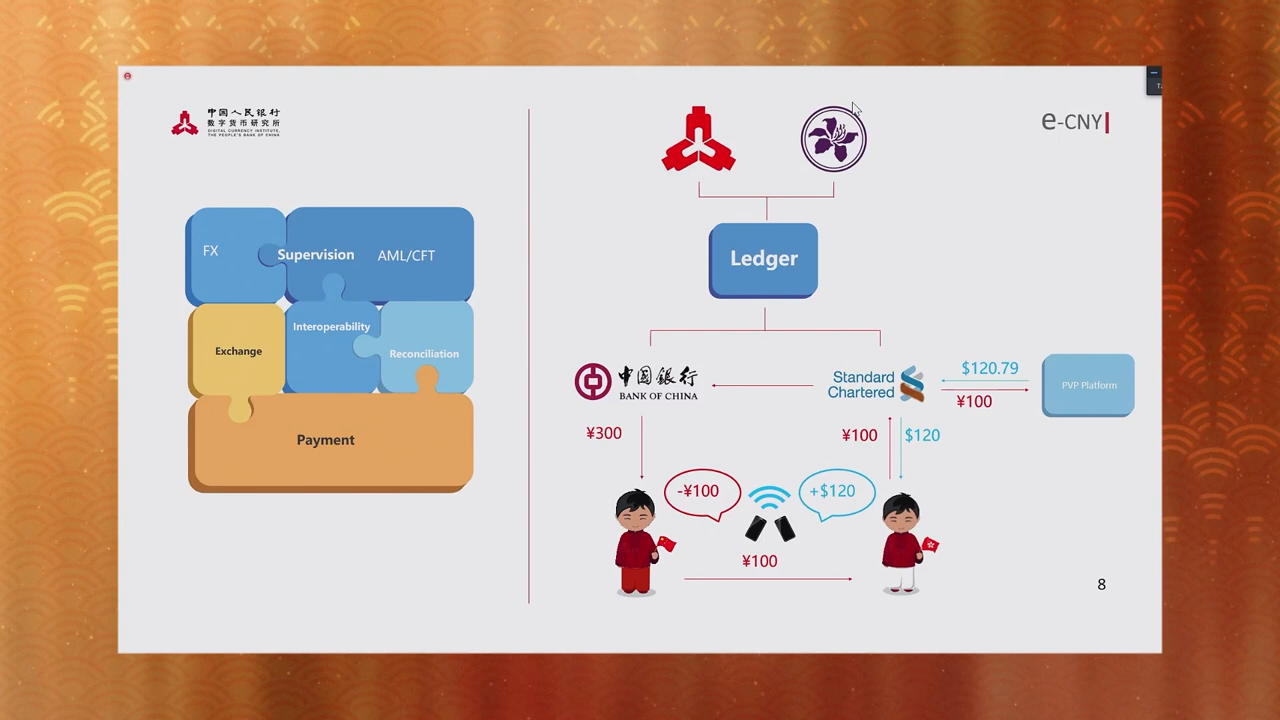 中国人民银行
数字货币研究所
DIGITAL CURRENCY INSTITUTE,
THE PEOPLE'S BANK OF CHINA
e-CNY
FX
Supervision
AML/CFT
Exchange
Interoperability
Reconciliation
Payment
Ledger
中國銀行
BANK OF CHINA
Standard
Chartered
$120.79
¥100
PVP Platform
¥300
¥100
$120
-¥100
+$120
¥100
8